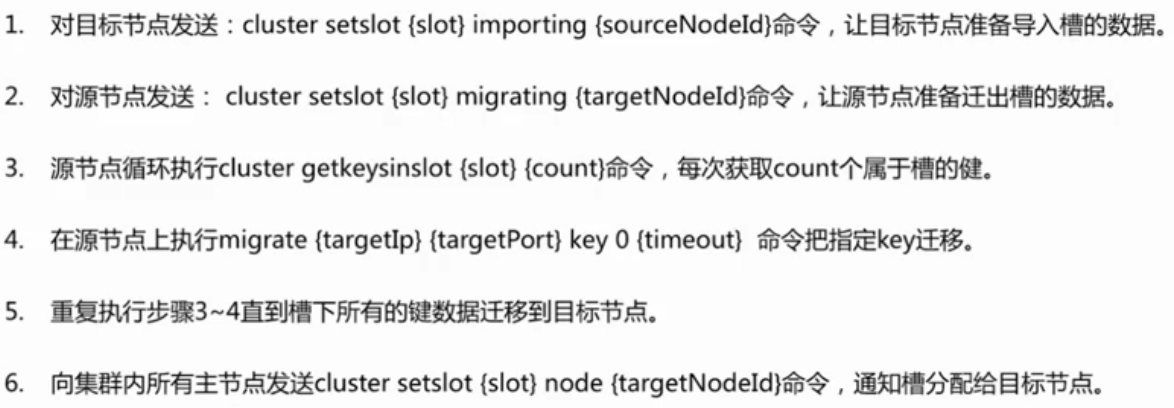 1. 对目标节点发送：cluster setslot {slot} importing {sourceNodeId}命令，让目标节点准备导入槽的数据。
2. 对源节点发送： cluster setslot {slot} migrating {targetNodeId}命令，让源节点准备迁出槽的数据。
3. 源节点循环执行cluster getkeysinslot {slot} {count}命令，每次获取count个属于槽的健。
4. 在源节点上执行migrate {targetIp} {targetPort} key 0 {timeout} 命令把指定key迁移。
5. 重复执行步骤3~4直到槽下所有的键数据迁移到目标节点。
6. 向集群内所有主节点发送cluster setslot {slot} node {targetNodeId}命令，通知槽分配给目标节点。